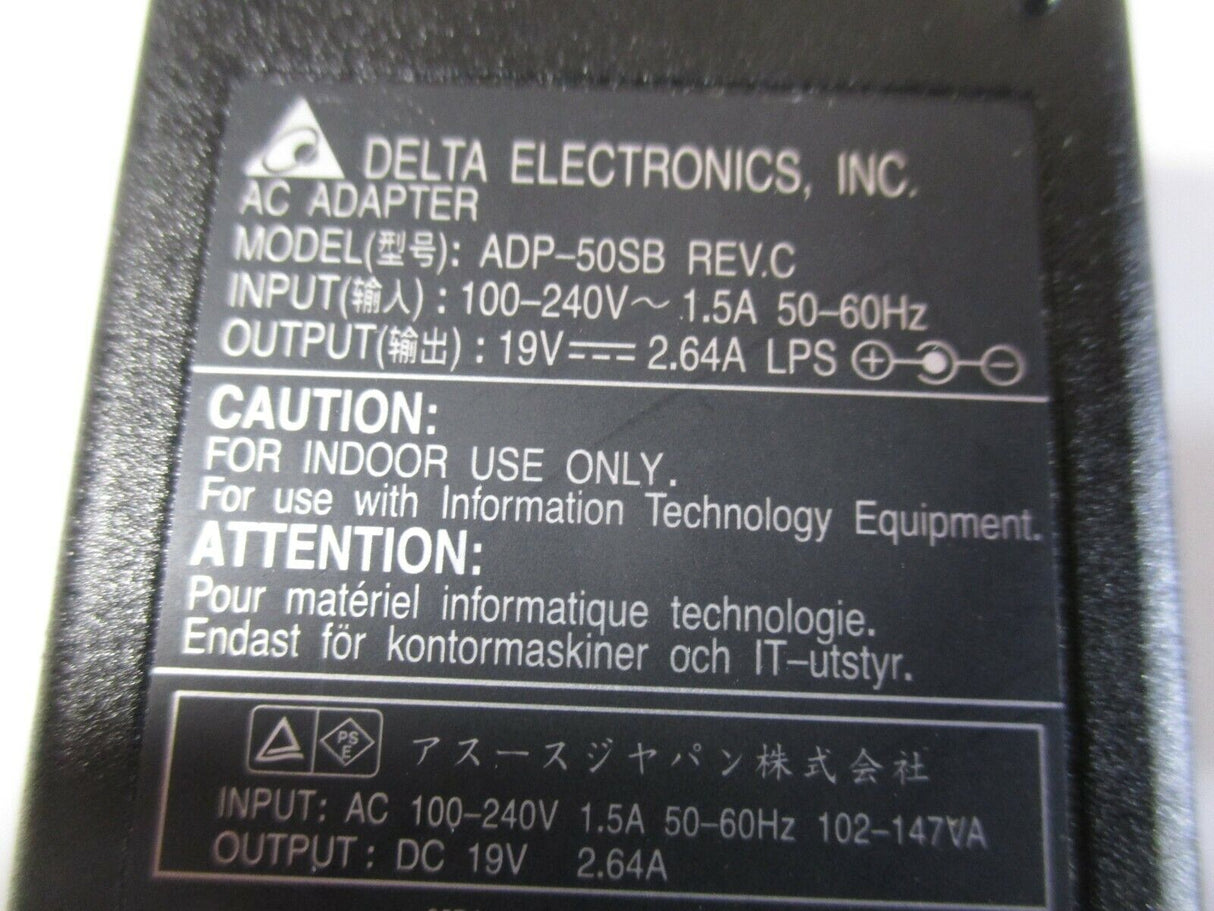 DELTA ELECTRONICS, INC.
AC ADAPTER
MODEL(型号): ADP-50SB REV.C
INPUT(输入) : 100-240V～ 1.5A 50-60Hz
OUTPUT(输出) : 19V⎓ 2.64A LPS
CAUTION:
FOR INDOOR USE ONLY.
For use with Information Technology Equipment.
ATTENTION:
Pour matériel informatique technologie.
Endast för kontormaskiner och IT-utstyr.
PS
E
アスースジヤパン株式会社
INPUT: AC 100-240V 1.5A 50-60Hz 102-147VA
OUTPUT : DC 19V 2.64A